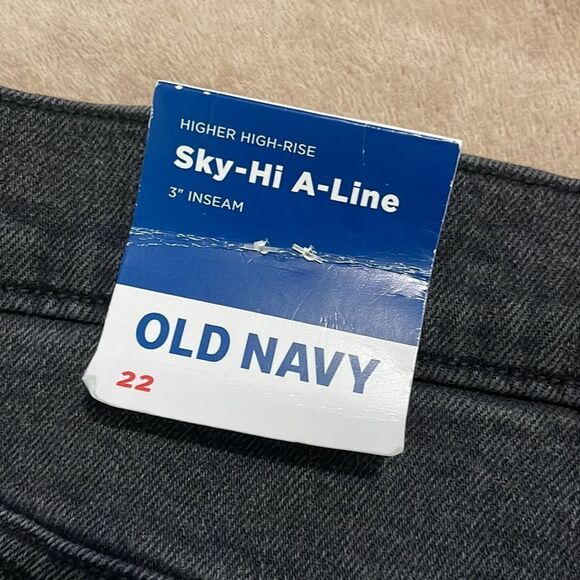 HIGHER HIGH-RISE
Sky-Hi A-Line
3" INSEAM
OLD NAVY
22